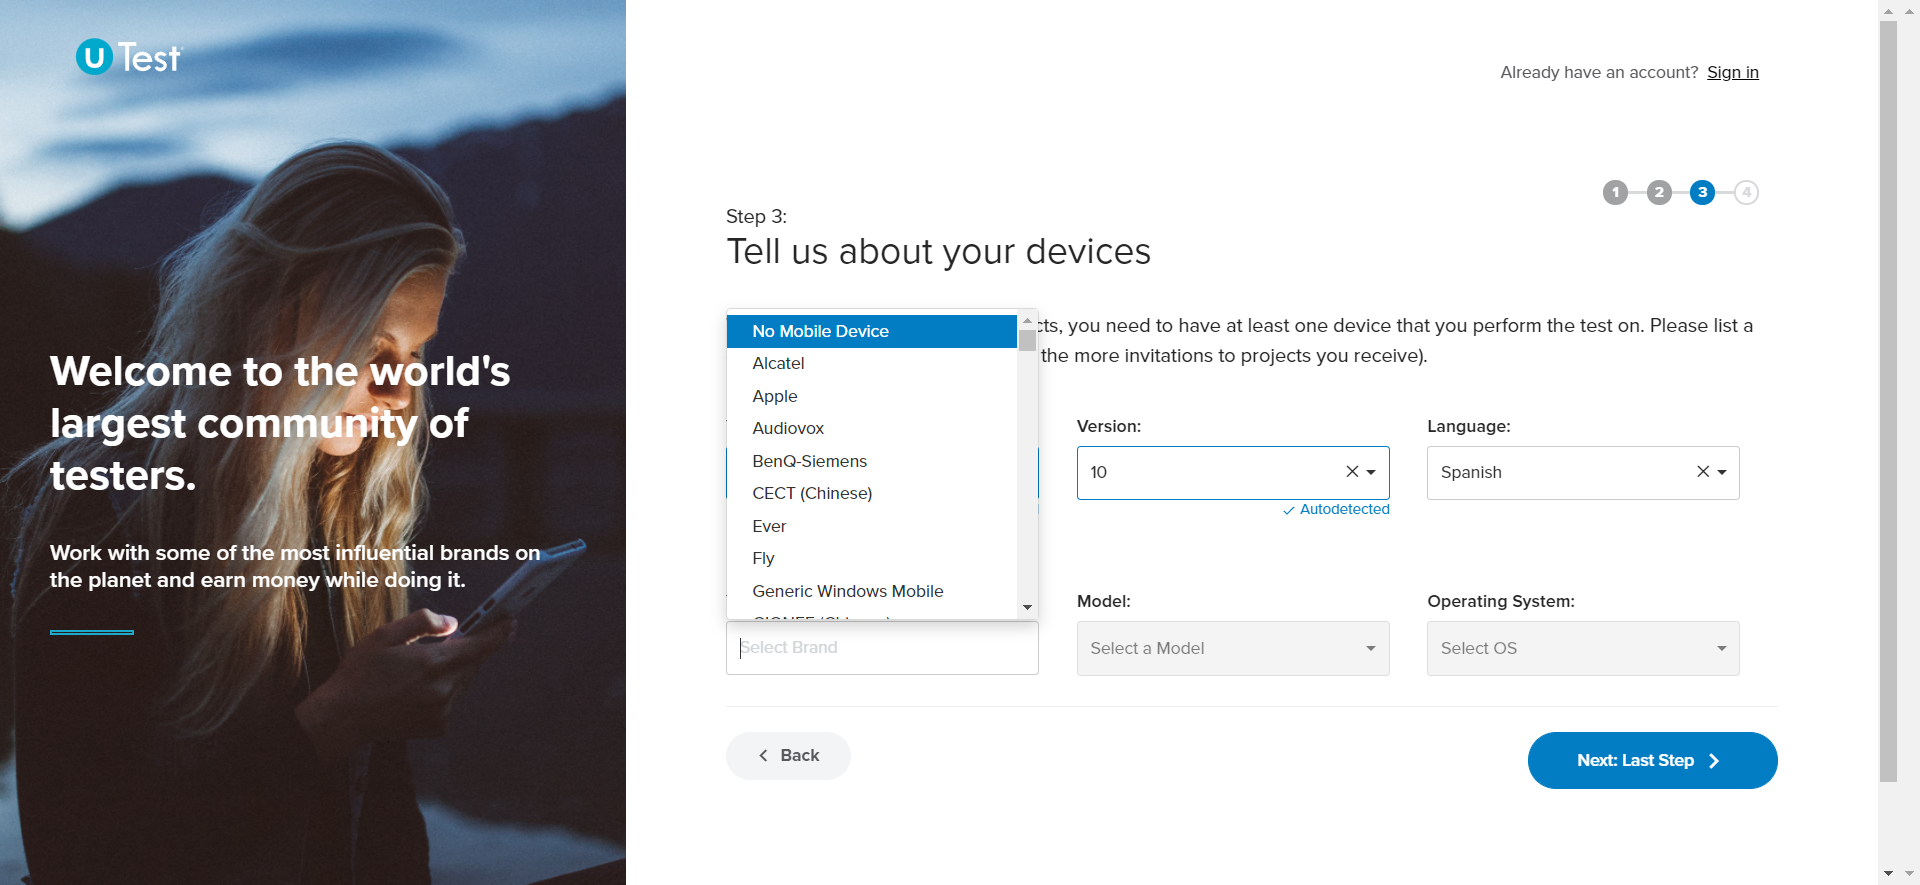 U Test
Already have an account? Sign in
1 2 3 4
Step 3:
Tell us about your devices
cts, you need to have at least one device that you perform the test on. Please list a
the more invitations to projects you receive).
No Mobile Device
Alcatel
Apple
Audiovox
BenQ-Siemens
CECT (Chinese)
Ever
Fly
Generic Windows Mobile
Version:
10
Autodetected
Language:
Spanish
Select Brand
Model:
Select a Model
Operating System:
Select OS
Back
Next: Last Step
Welcome to the world's
largest community of
testers.
Work with some of the most influential brands on
the planet and earn money while doing it.